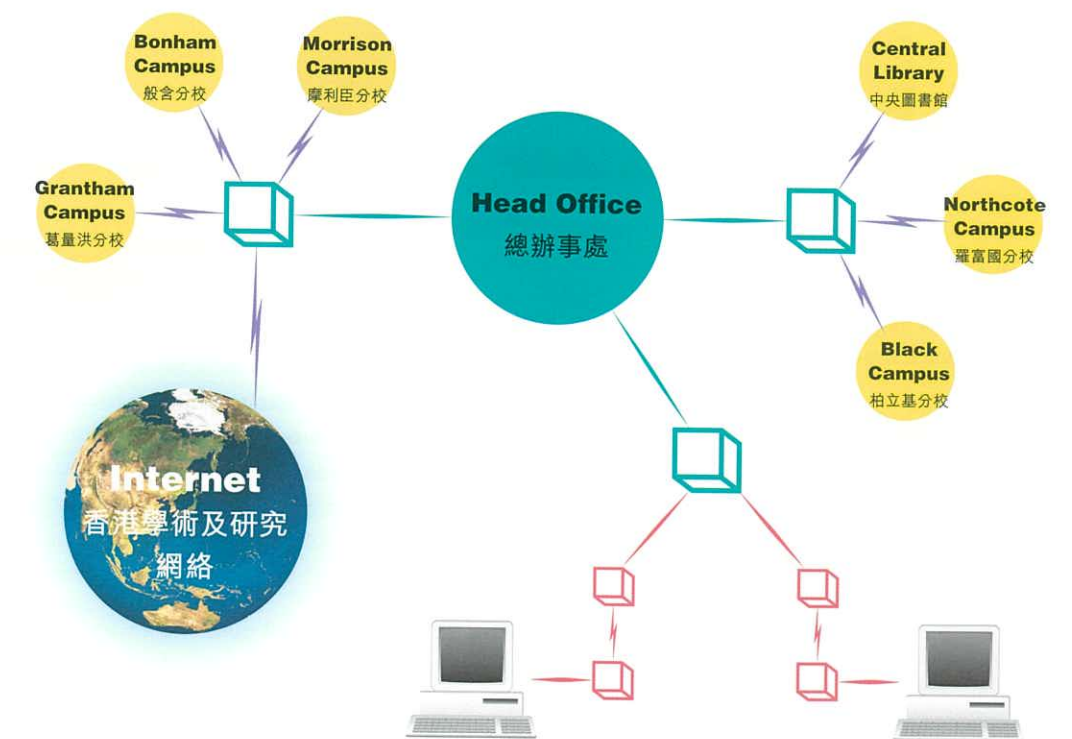 Bonham
Campus
般含分校
Morrison
Campus
摩利臣分校
Central
Library
中央圖書館
Grantham
Campus
葛量洪分校
Head Office
總辦事處
Northcote
Campus
羅富國分校
Black
Campus
柏立基分校
Internet
香港學術及研究
網絡